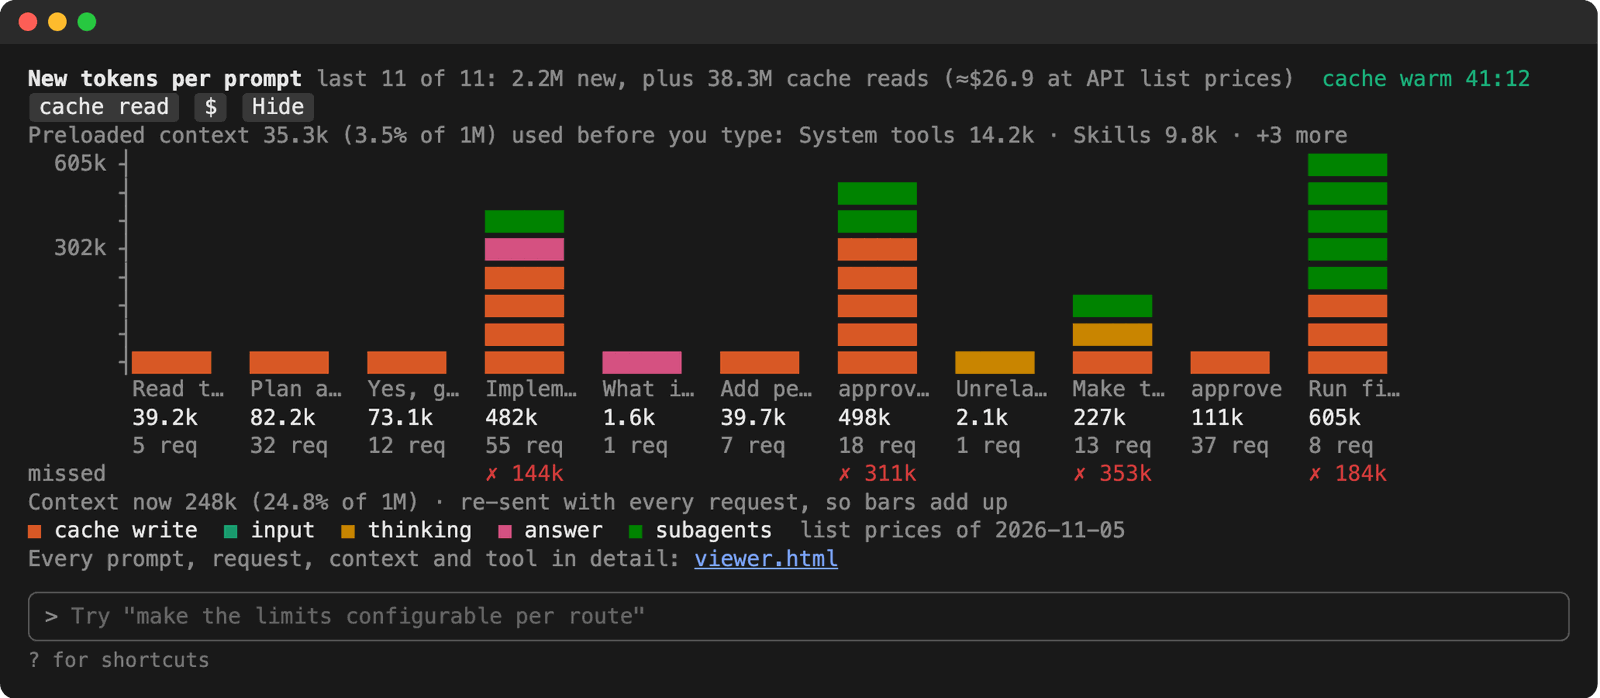 New tokens per prompt last 11 of 11: 2.2M new, plus 38.3M cache reads (≈$26.9 at API list prices) cache warm 41:12
cache read $ Hide
Preloaded context 35.3k (3.5% of 1M) used before you type: System tools 14.2k · Skills 9.8k · +3 more
605k
302k
Read t… Plan a… Yes, g… Implem… What i… Add pe… approv… Unrela… Make t… approve Run fi…
39.2k 82.2k 73.1k 482k 1.6k 39.7k 498k 2.1k 227k 111k 605k
5 req 32 req 12 req 55 req 1 req 7 req 18 req 1 req 13 req 37 req 8 req
missed ✗ 144k ✗ 311k ✗ 353k ✗ 184k
Context now 248k (24.8% of 1M) · re-sent with every request, so bars add up
cache write input thinking answer subagents list prices of 2026-11-05
Every prompt, request, context and tool in detail: viewer.html
> Try "make the limits configurable per route"
? for shortcuts